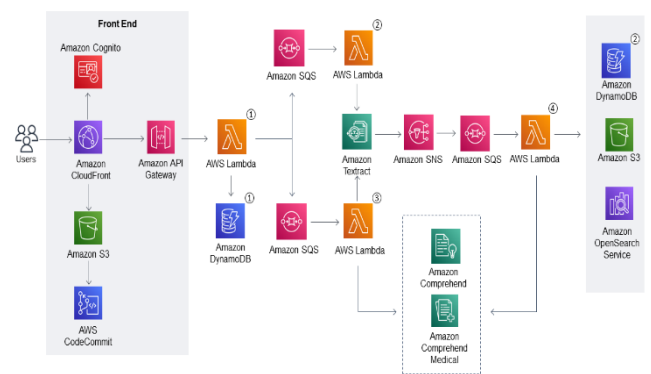 Front End
Amazon Cognito
Users
Amazon
CloudFront
Amazon API
Gateway
Amazon S3
AWS
CodeCommit
①
AWS Lambda
①
Amazon
DynamoDB
Amazon SQS
②
AWS Lambda
Amazon SQS
③
AWS Lambda
Amazon
Textract
Amazon SNS
Amazon SQS
④
AWS Lambda
Amazon
Comprehend
Amazon
Comprehend
Medical
②
Amazon
DynamoDB
Amazon S3
Amazon
OpenSearch
Service